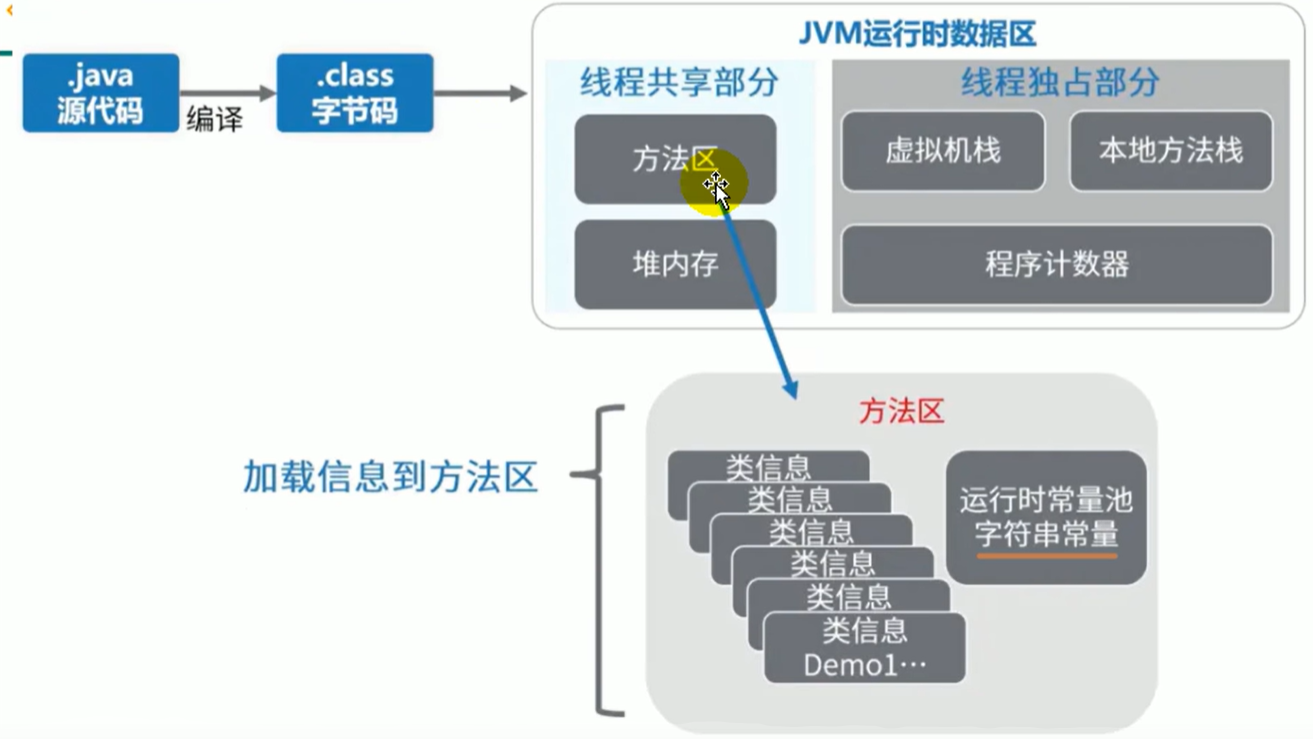 JVM运行时数据区
.java
源代码
编译
.class
字节码
线程共享部分
方法区
堆内存
线程独占部分
虚拟机栈
本地方法栈
程序计数器
加载信息到方法区
方法区
类信息
类信息
类信息
类信息
类信息
类信息
Demo1…
运行时常量池
字符串常量